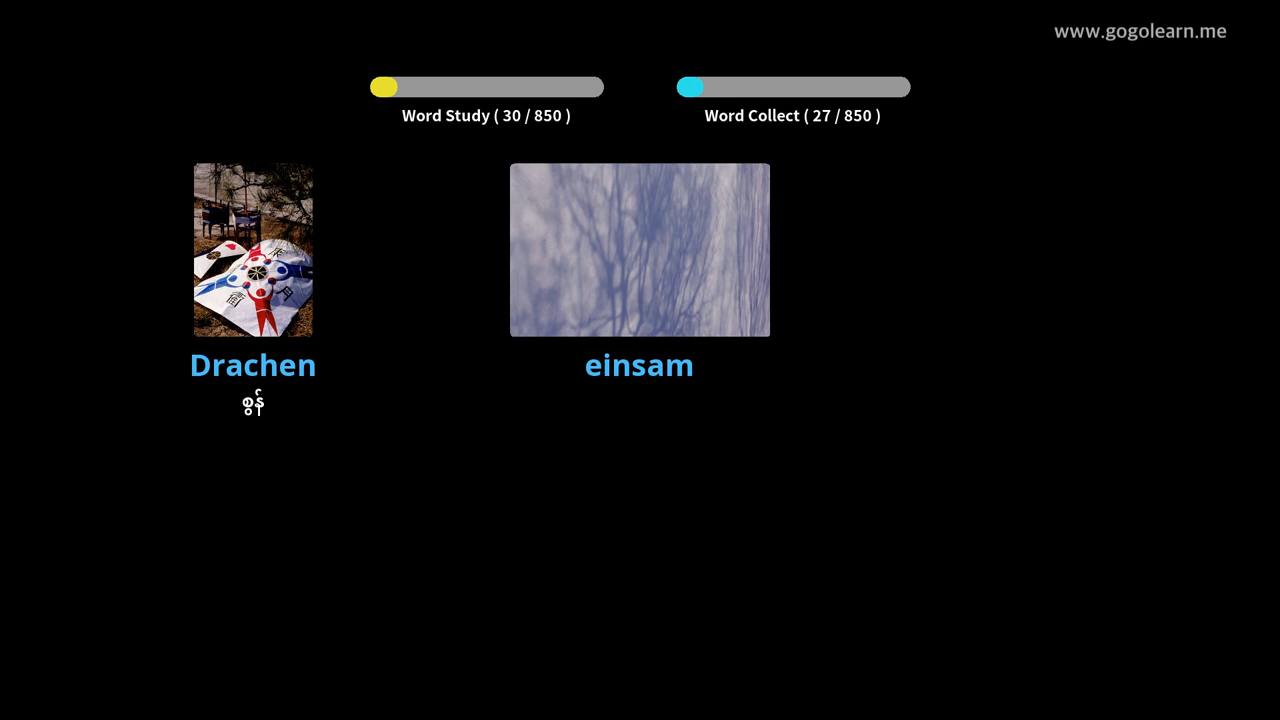 www.gogolearn.me
Word Study ( 30 / 850 )
Word Collect ( 27 / 850 )
Drachen
စွန်
einsam